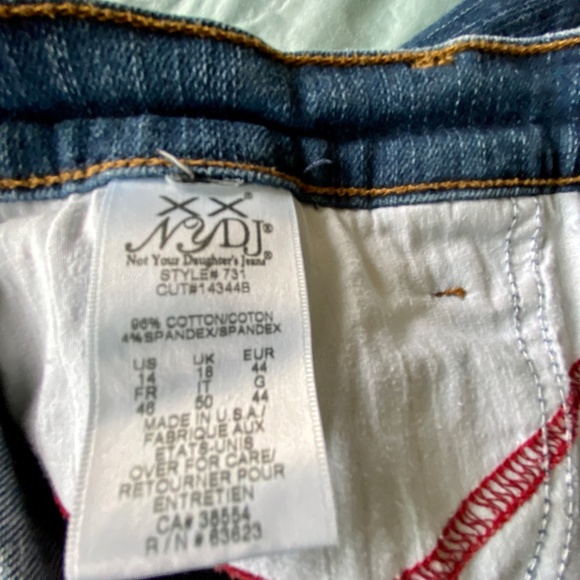 XX®
NYDJ®
Not Your Daughter's Jeans®
STYLE# 731
CUT#14344B
96% COTTON/COTON
4% SPANDEX/SPANDEX
US UK EUR
14 18 44
FR IT G
46 50 44
MADE IN U.S.A./
FABRIQUE AUX
ETATS-UNIS
OVER FOR CARE/
RETOURNER POUR
ENTRETIEN
CA# 38554
R/N# 63623